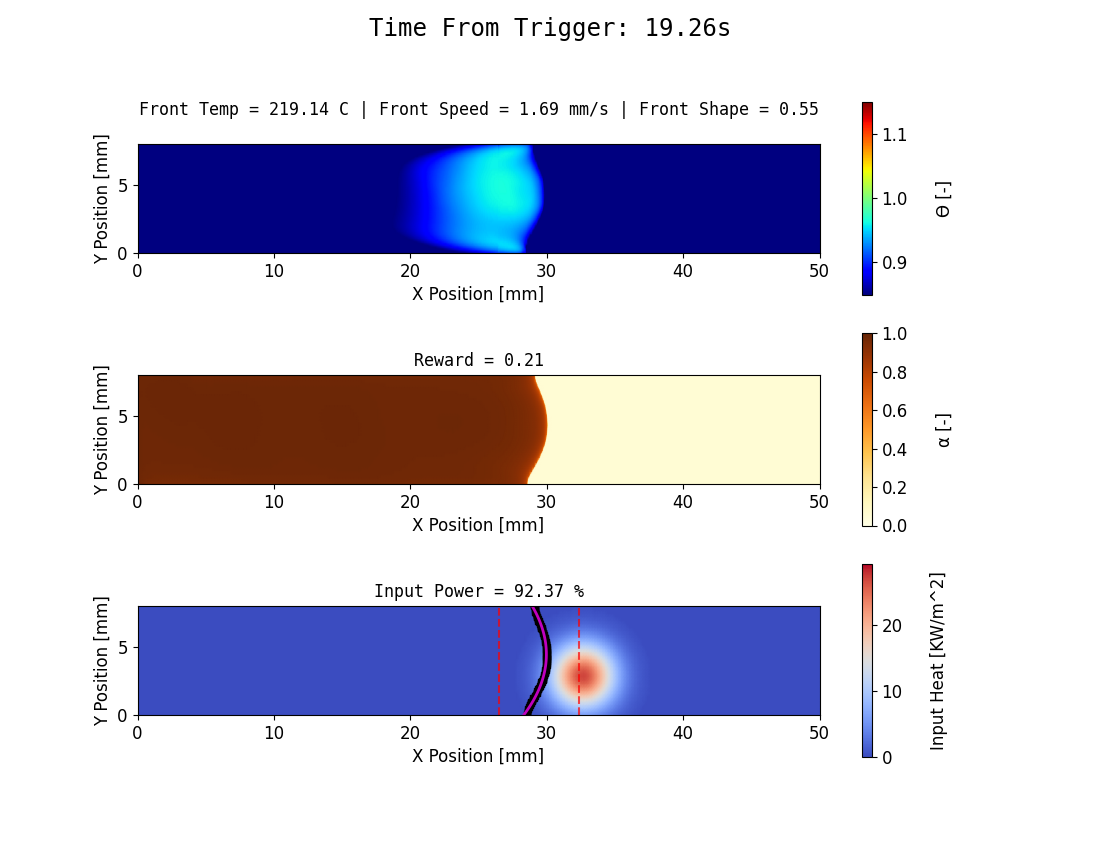 Time From Trigger: 19.26s
Front Temp = 219.14 C | Front Speed = 1.69 mm/s | Front Shape = 0.55
Y Position [mm]
5
0
0 10 20 30 40 50
X Position [mm]
1.1
1.0
0.9
Θ [-]
Reward = 0.21
Y Position [mm]
5
0
0 10 20 30 40 50
X Position [mm]
1.0
0.8
0.6
0.4
0.2
0.0
α [-]
Input Power = 92.37 %
Y Position [mm]
5
0
0 10 20 30 40 50
X Position [mm]
20
10
0
Input Heat [KW/m^2]